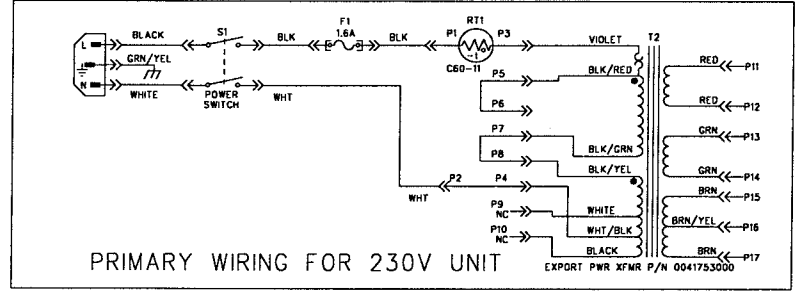 L
BLACK
S1
BLK
F1
1.6A
BLK
P1
RT1
P3
VIOLET
T2
GRN/YEL
-t
C60-11
P5
BLK/RED
RED
P11
N
WHITE
POWER
SWITCH
WHT
P6
RED
P12
P7
GRN
P13
BLK/GRN
P8
BLK/YEL
GRN
P14
P2
P4
BRN
P15
WHT
P9
NC
WHITE
BRN/YEL
P16
P10
NC
WHT/BLK
BLACK
BRN
P17
PRIMARY WIRING FOR 230V UNIT
EXPORT PWR XFMR P/N 0041753000